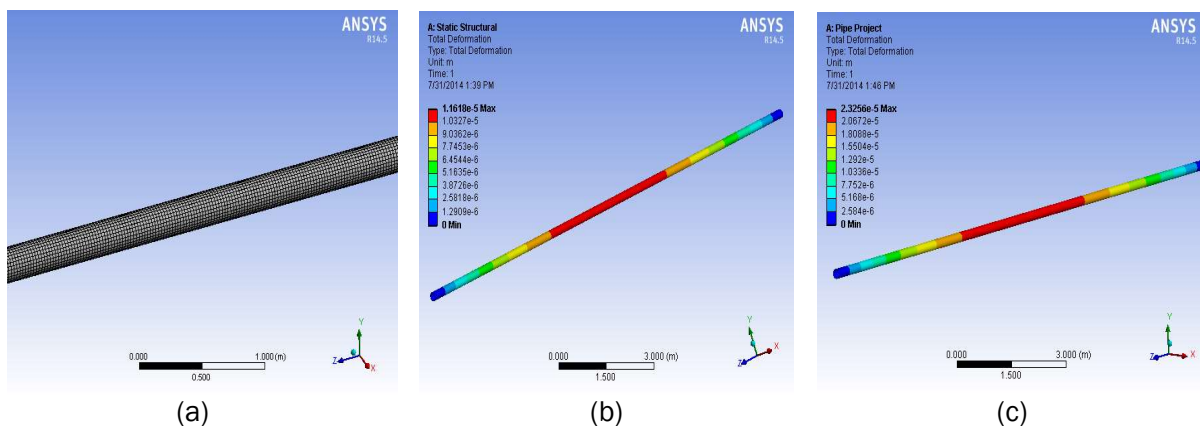 ANSYS
R14.5
0.000
1.000 (m)
0.500
Y
Z
X
(a)
A: Static Structural
Total Deformation
Type: Total Deformation
Unit: m
Time: 1
7/31/2014 1:39 PM
1.1618e-5 Max
1.0327e-5
9.0362e-6
7.7453e-6
6.4544e-6
5.1635e-6
3.8726e-6
2.5818e-6
1.2909e-6
0 Min
ANSYS
R14.5
0.000
3.000 (m)
1.500
Y
Z
X
(b)
A: Pipe Project
Total Deformation
Type: Total Deformation
Unit: m
Time: 1
7/31/2014 1:46 PM
2.3256e-5 Max
2.0672e-5
1.8088e-5
1.5504e-5
1.292e-5
1.0336e-5
7.752e-6
5.168e-6
2.584e-6
0 Min
ANSYS
R14.5
0.000
3.000 (m)
1.500
Y
Z
X
(c)